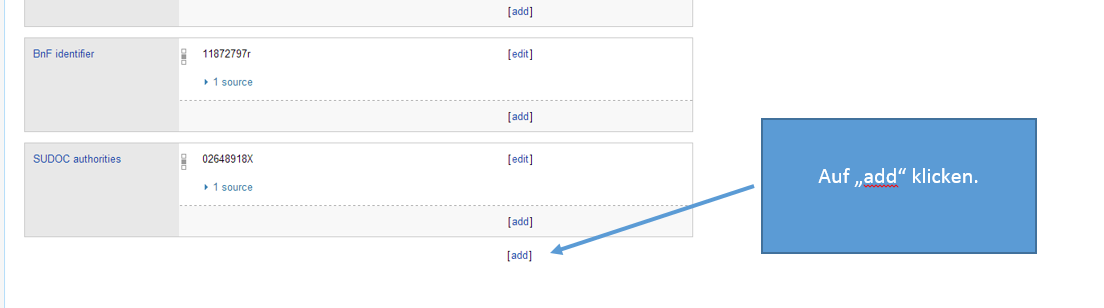 [add]
BnF identifier 11872797r [edit]
1 source
[add]
SUDOC authorities 02648918X [edit]
1 source
[add]
[add]
Auf „add“ klicken.